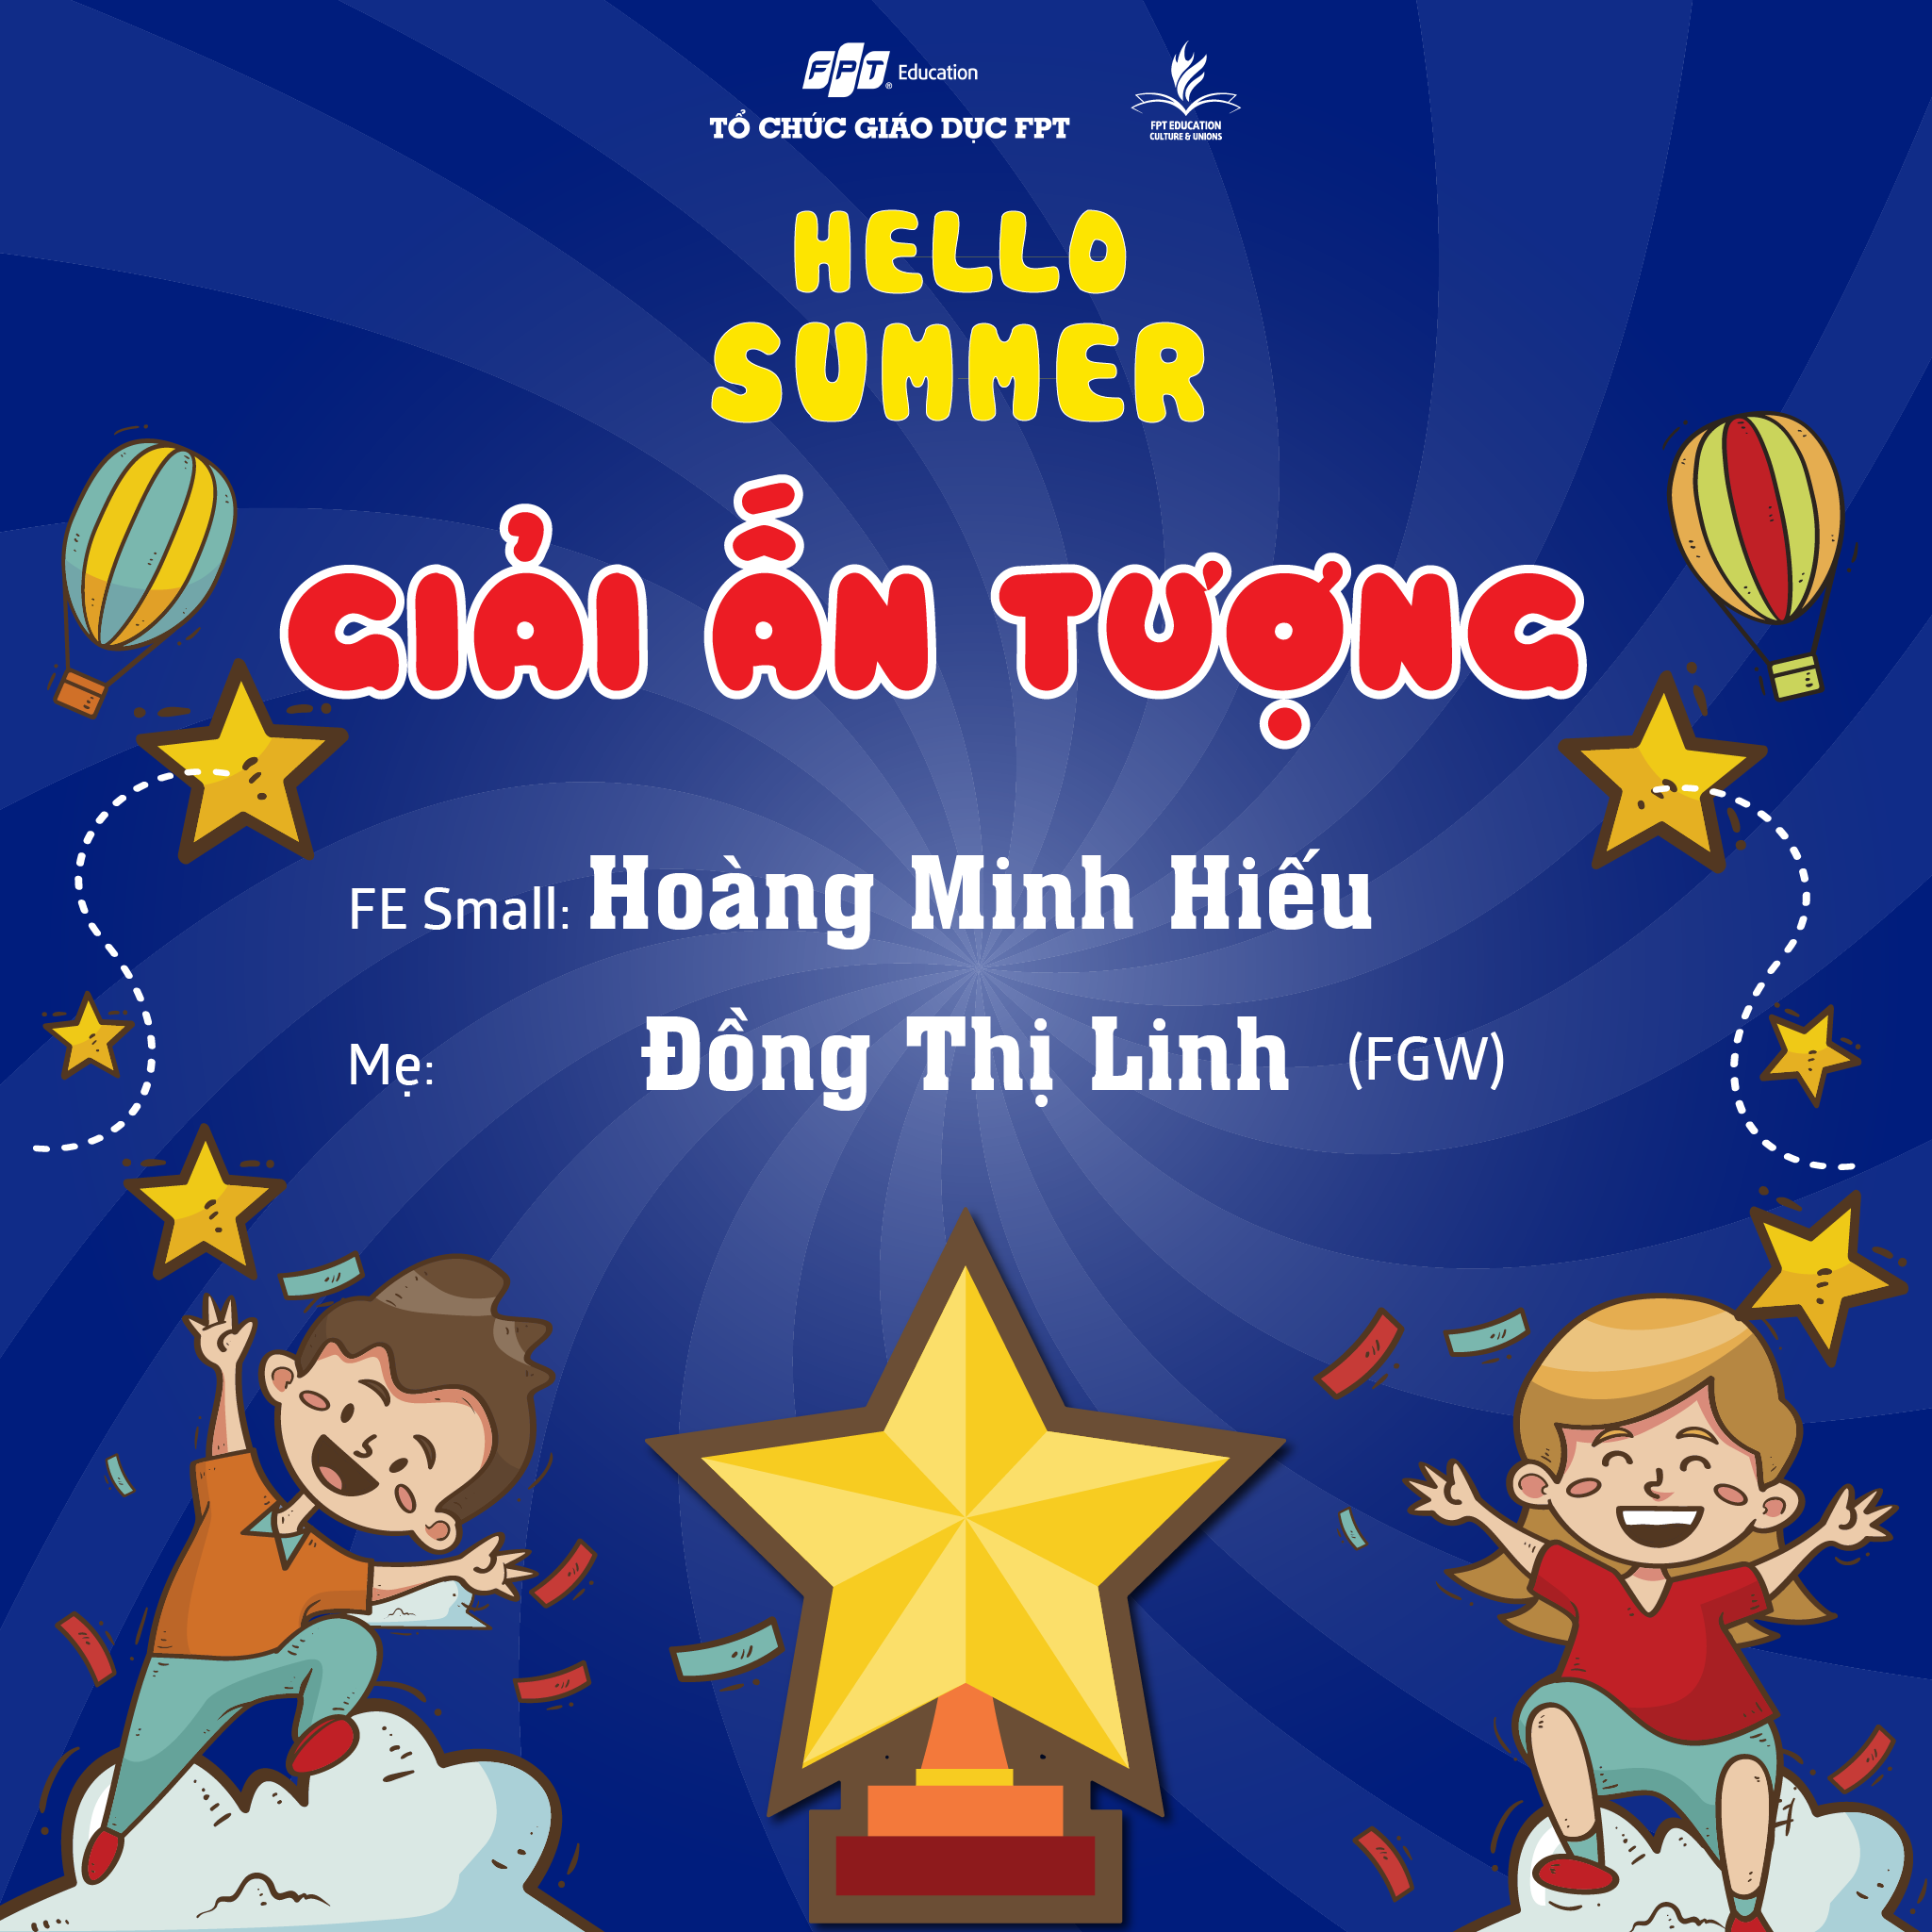 FPT Education
TỔ CHỨC GIÁO DỤC FPT
FPT EDUCATION
CULTURE & UNIONS
HELLO
SUMMER
GIẢI ẤN TƯỢNG
FE Small: Hoàng Minh Hiếu
Mẹ: Đồng Thị Linh (FGW)